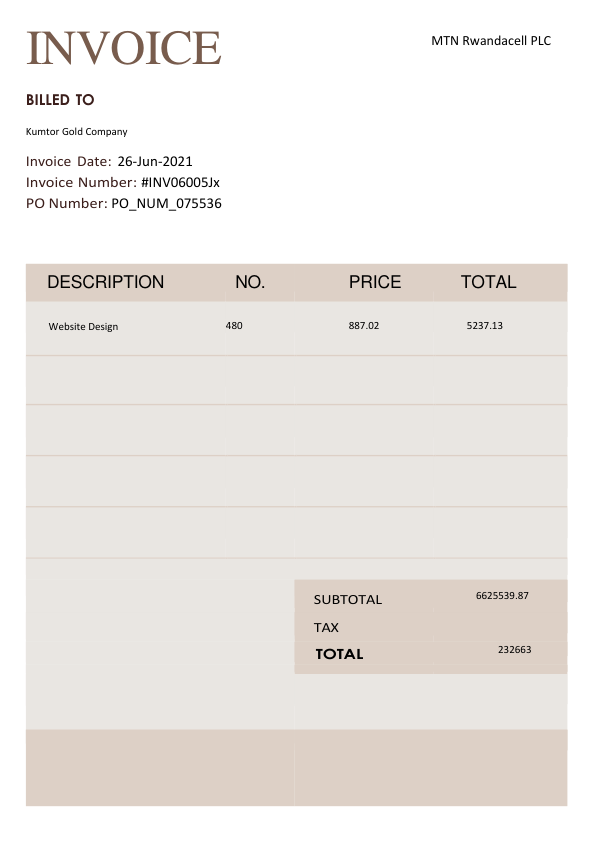 INVOICE
MTN Rwandacell PLC
BILLED TO
Kumtor Gold Company
Invoice Date: 26-Jun-2021
Invoice Number: #INV06005Jx
PO Number: PO_NUM_075536
DESCRIPTION NO. PRICE TOTAL
Website Design 480 887.02 5237.13
SUBTOTAL 6625539.87
TAX
TOTAL 232663